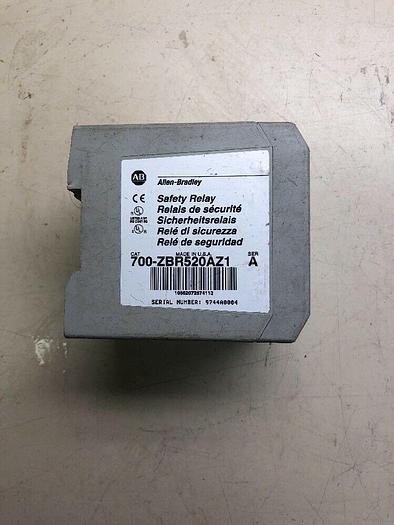 AB
Allen-Bradley
CE
Safety Relay
Relais de sécurité
Sicherheitsrelais
Relé di sicurezza
Relé de seguridad
CAT MADE IN U.S.A. SER
700-ZBR520AZ1 A
SERIAL NUMBER: 9744A0004